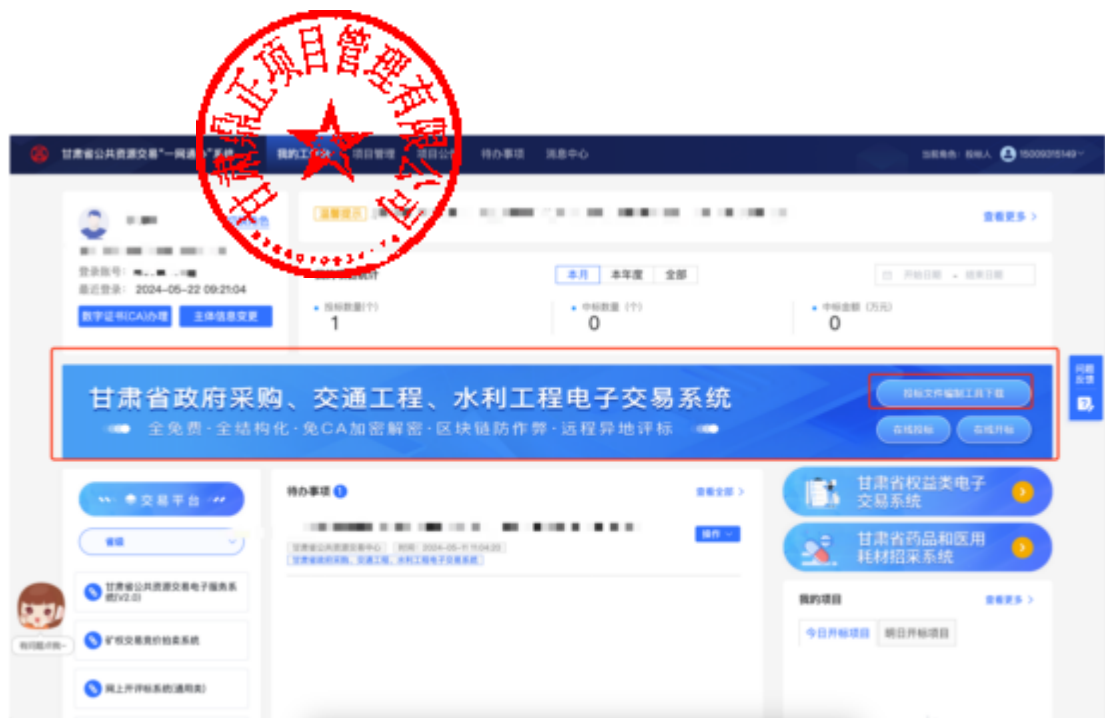 甘肃鼎正项目管理有限公司
甘肃省公共资源交易"一网通办"系统
我的工作台 项目管理 项目公告 待办事项 消息中心
当前角色：投标人 15009315149
温馨提示
查看更多 >
登录账号：
最近登录： 2024-05-22 09:21:04
数字证书(CA)办理 主体信息变更
本月 本年度 全部
开始日期 - 结束日期
投标数量(个) 1
中标数量 (个) 0
中标金额 (万元) 0
问题反馈
甘肃省政府采购、交通工程、水利工程电子交易系统
全免费·全结构化·免CA加密解密·区块链防作弊·远程异地评标
投标文件编制工具下载
在线投标 在线开标
交易平台
省级
甘肃省公共资源交易电子服务系
统(V2.0)
矿权交易竞价拍卖系统
网上开评标系统(通用类)
有问题点我~
待办事项 1
查看全部 >
操作
甘肃省公共资源交易中心 时间：2024-05-11 11:04:20
甘肃省政府采购、交通工程、水利工程电子交易系统
甘肃省权益类电子
交易系统
甘肃省药品和医用
耗材招采系统
我的项目
查看更多 >
今日开标项目 明日开标项目